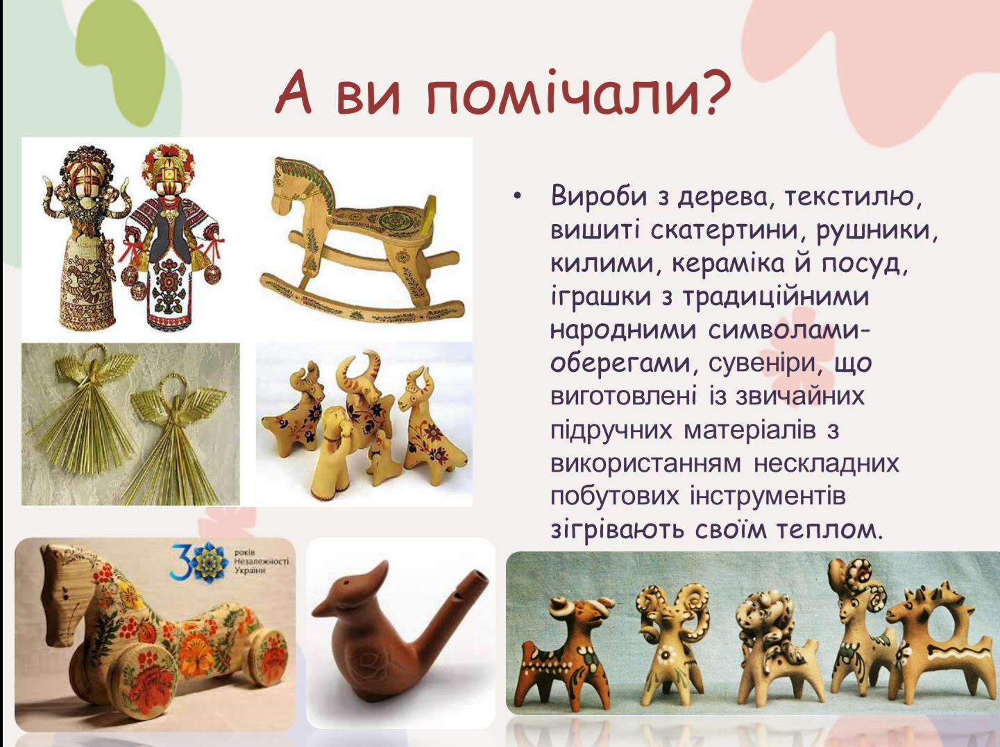 А ви помічали?
• Вироби з дерева, текстилю,
вишиті скатертини, рушники,
килими, кераміка й посуд,
іграшки з традиційними
народними символами-
оберегами, сувеніри, що
виготовлені із звичайних
підручних матеріалів з
використанням нескладних
побутових інструментів
зігрівають своїм теплом.
30 років
Незалежності
України